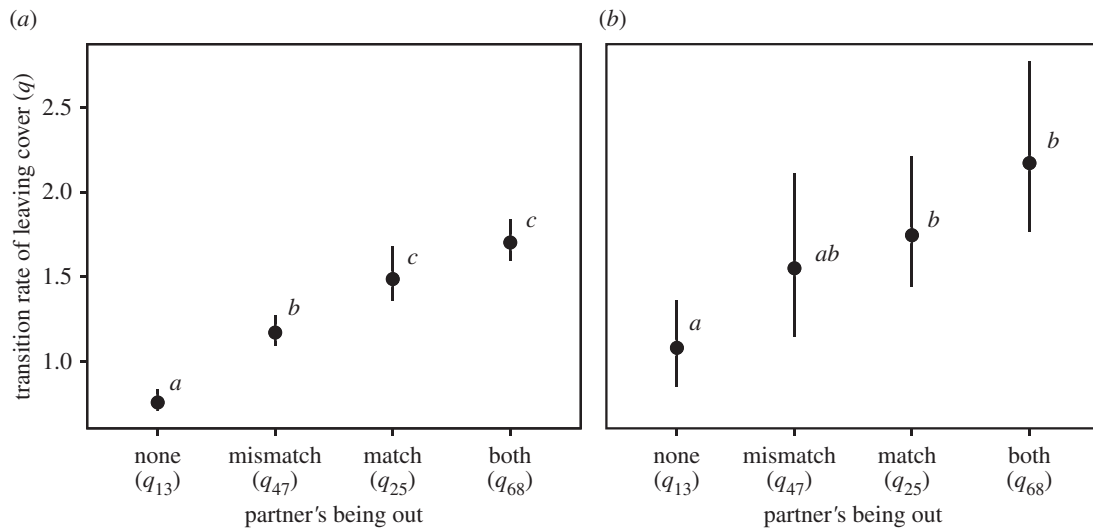 (a)
(b)
transition rate of leaving cover (q)
2.5
2.0
1.5
1.0
a
b
c
c
a
ab
b
b
none mismatch match both
(q13) (q47) (q25) (q68)
partner's being out
none mismatch match both
(q13) (q47) (q25) (q68)
partner's being out